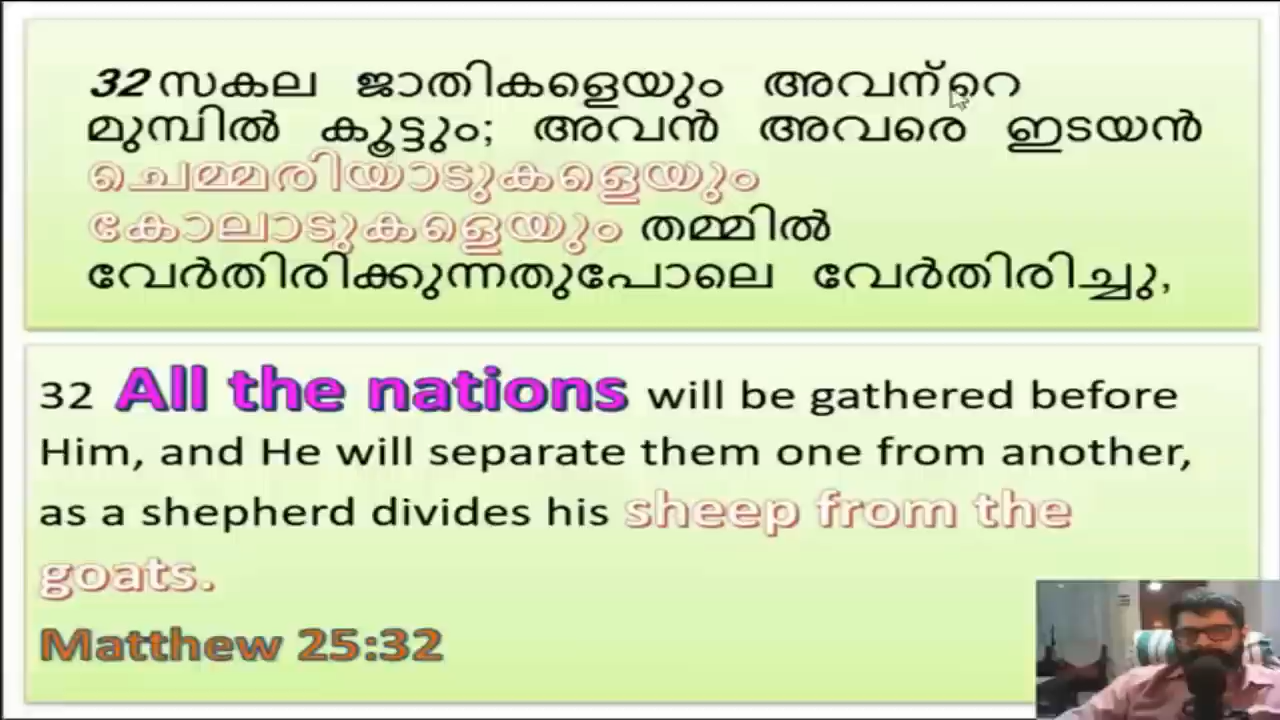 32 സകല ജാതികളെയും അവന്റെ
മുമ്പിൽ കൂട്ടും; അവൻ അവരെ ഇടയൻ
ചെമ്മരിയാടുകളെയും
കോലാടുകളെയും തമ്മിൽ
വേർതിരിക്കുന്നതുപോലെ വേർതിരിച്ചു,
32 All the nations will be gathered before
Him, and He will separate them one from another,
as a shepherd divides his sheep from the
goats.
Matthew 25:32